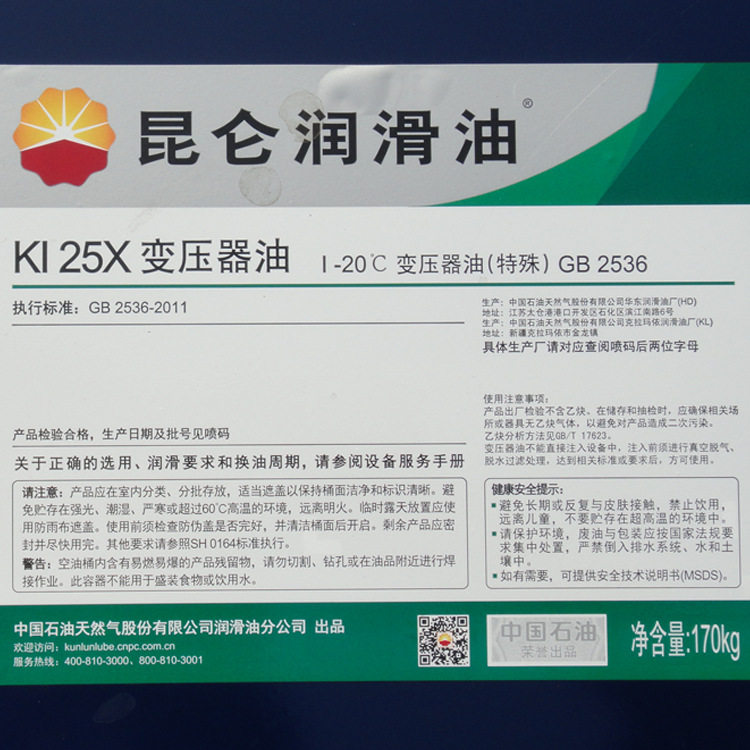 昆仑润滑油®
KI 25X 变压器油 I -20℃ 变压器油(特殊) GB 2536
执行标准: GB 2536-2011
生产: 中国石油天然气股份有限公司华东润滑油厂(HD)
地址: 江苏太仓港港口开发区石化区滨江南路6号
生产: 中国石油天然气股份有限公司克拉玛依润滑油厂(KL)
地址: 新疆克拉玛依市金龙镇
具体生产厂请对应查阅喷码后两位字母
产品检验合格，生产日期及批号见喷码
关于正确的选用、润滑要求和换油周期，请参阅设备服务手册
使用注意事项:
产品出厂检验不含乙炔、在储存和抽检时，应确保相关场
所或器具无乙炔气体，以避免对产品造成二次污染。
乙炔分析方法见GB/T 17623。
变压器油不能直接注入设备中，注入前须进行真空脱气、
脱水过滤处理，达到相关标准或要求后，方可使用。
请注意: 产品应在室内分类、分批存放，适当遮盖以保持桶面洁净和标识清晰。避
免贮存在强光、潮湿、严寒或超过60℃高温的环境，远离明火。临时露天放置应使
用防雨布遮盖。使用前须检查防伪盖是否完好，并清洁桶面后开启。剩余产品应密
封并尽快用完。其他要求请参照SH 0164标准执行。
警告: 空油桶内含有易燃易爆的产品残留物，请勿切割、钻孔或在油品附近进行焊
接作业。此容器不能用于盛装食物或饮用水。
健康安全提示:
▪避免长期或反复与皮肤接触，禁止饮用，
远离儿童，不要贮存在超高温的环境中。
▪请保护环境，废油与包装应按国家法规要
求集中处置，严禁倒入排水系统、水和土
壤中。
▪如有需要，可提供安全技术说明书(MSDS)。
中国石油天然气股份有限公司润滑油分公司 出品
欢迎访问: kunlunlube.cnpc.com.cn
服务热线: 400-810-3000、800-810-3001
中国石油
荣誉出品
净含量:170kg